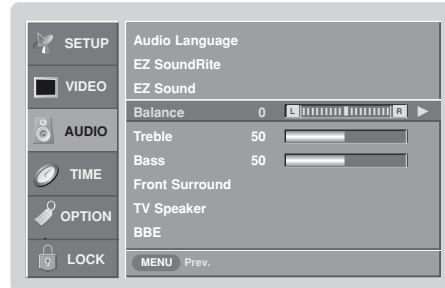 SETUP
VIDEO
AUDIO
TIME
OPTION
LOCK
Audio Language
EZ SoundRite
EZ Sound
Balance 0 L R
Treble 50
Bass 50
Front Surround
TV Speaker
BBE
MENU Prev.